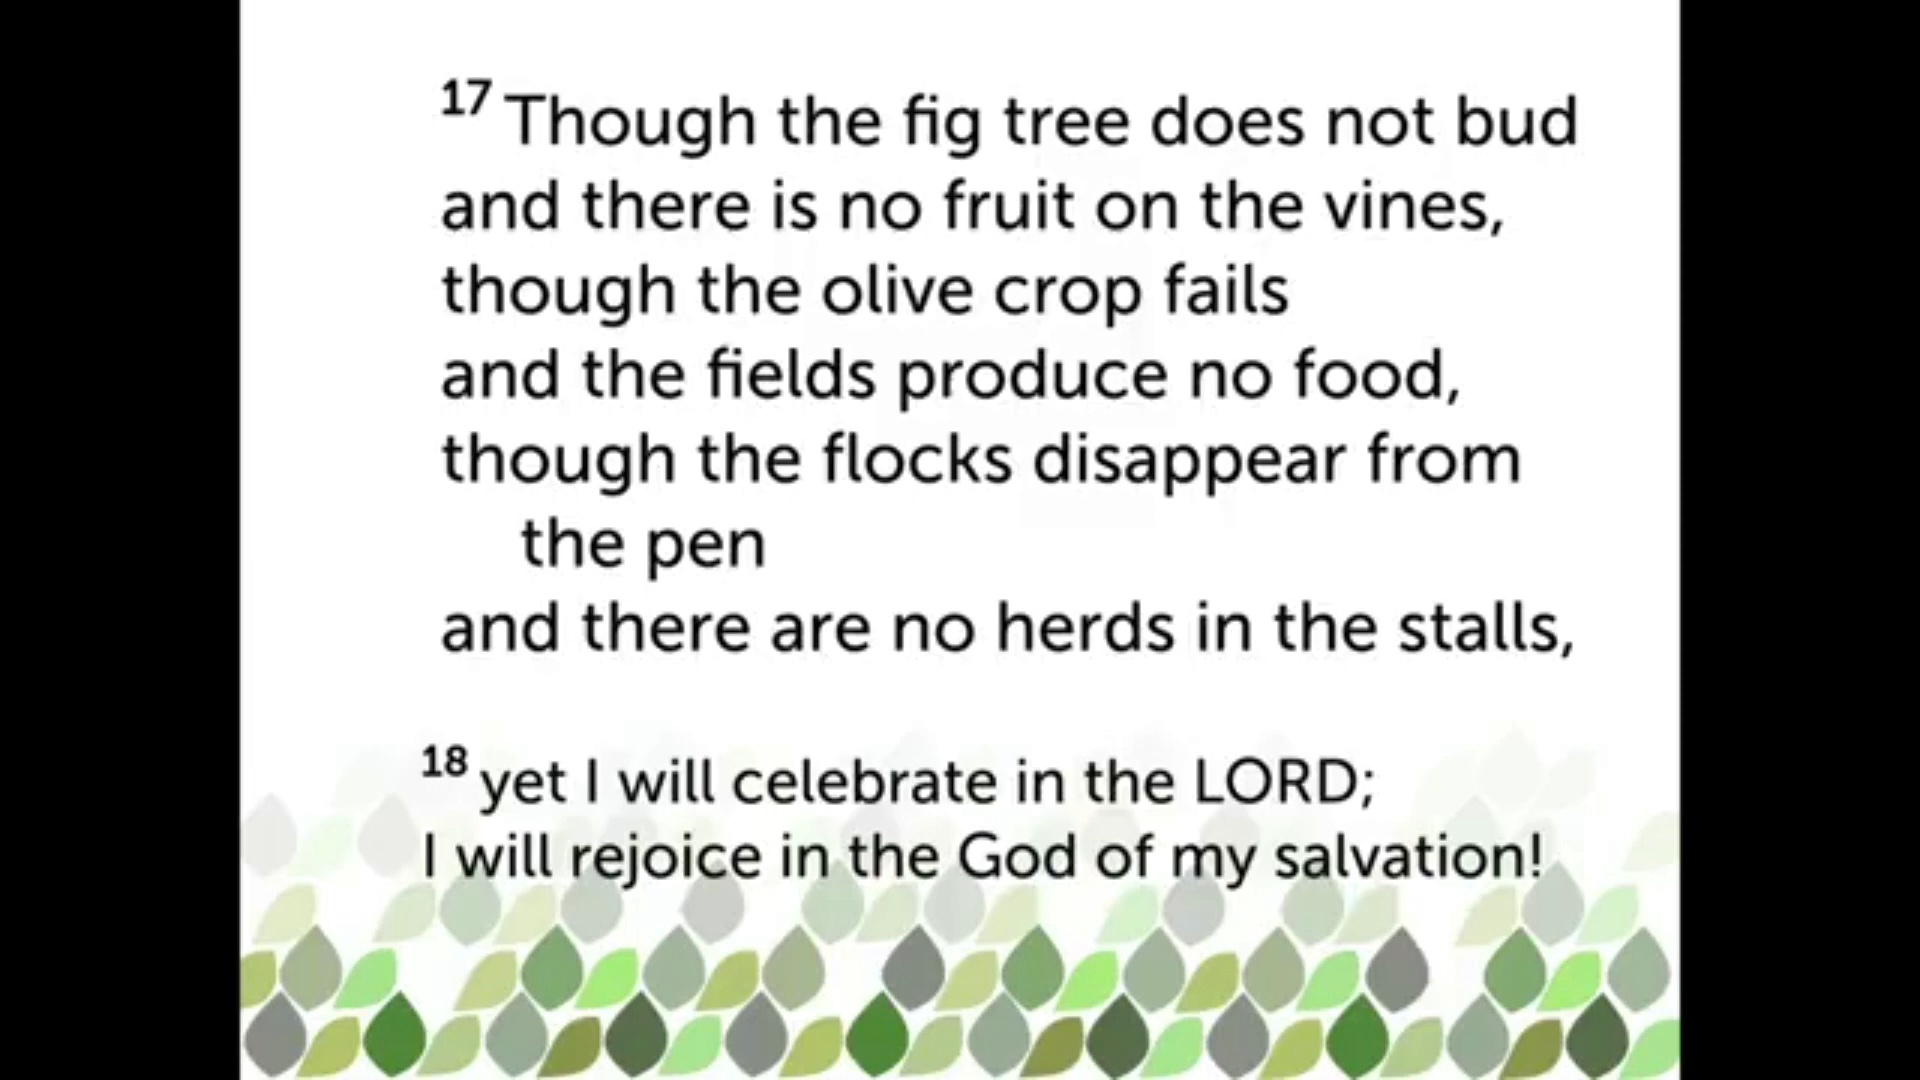 17 Though the fig tree does not bud
and there is no fruit on the vines,
though the olive crop fails
and the fields produce no food,
though the flocks disappear from
the pen
and there are no herds in the stalls,
18 yet I will celebrate in the LORD;
I will rejoice in the God of my salvation!